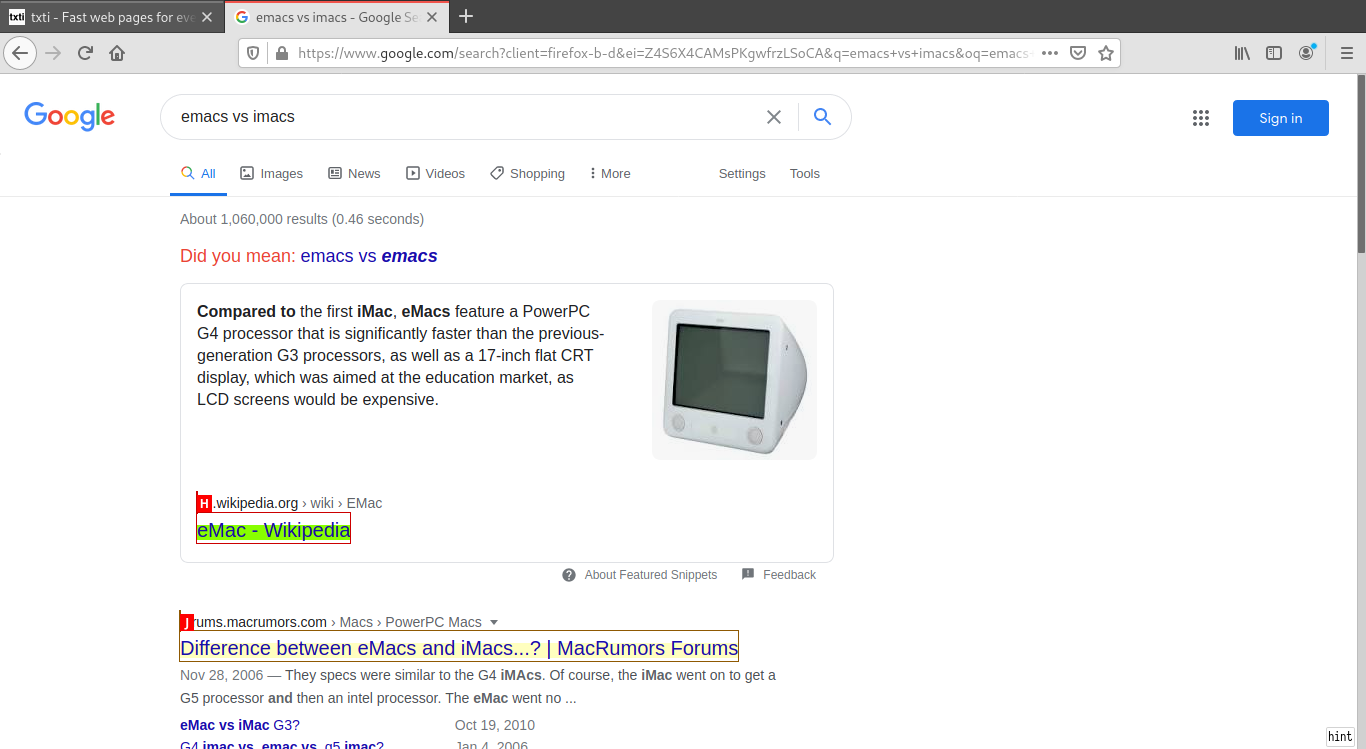 txti txti - Fast web pages for eve
emacs vs imacs - Google Se
https://www.google.com/search?client=firefox-b-d&ei=Z4S6X4CAMsPKgwfrzLSoCA&q=emacs+vs+imacs&oq=emacs
Google
emacs vs imacs
Sign in
All Images News Videos Shopping More Settings Tools
About 1,060,000 results (0.46 seconds)
Did you mean: emacs vs emacs
Compared to the first iMac, eMacs feature a PowerPC
G4 processor that is significantly faster than the previous-
generation G3 processors, as well as a 17-inch flat CRT
display, which was aimed at the education market, as
LCD screens would be expensive.
H.wikipedia.org › wiki › EMac
eMac - Wikipedia
About Featured Snippets Feedback
J rums.macrumors.com › Macs › PowerPC Macs
Difference between eMacs and iMacs...? | MacRumors Forums
Nov 28, 2006 — They specs were similar to the G4 iMAcs. Of course, the iMac went on to get a
G5 processor and then an intel processor. The eMac went no ...
eMac vs iMac G3? Oct 19, 2010
G4 imac vs. emac vs. g5 imac? Jan 4, 2006
hint